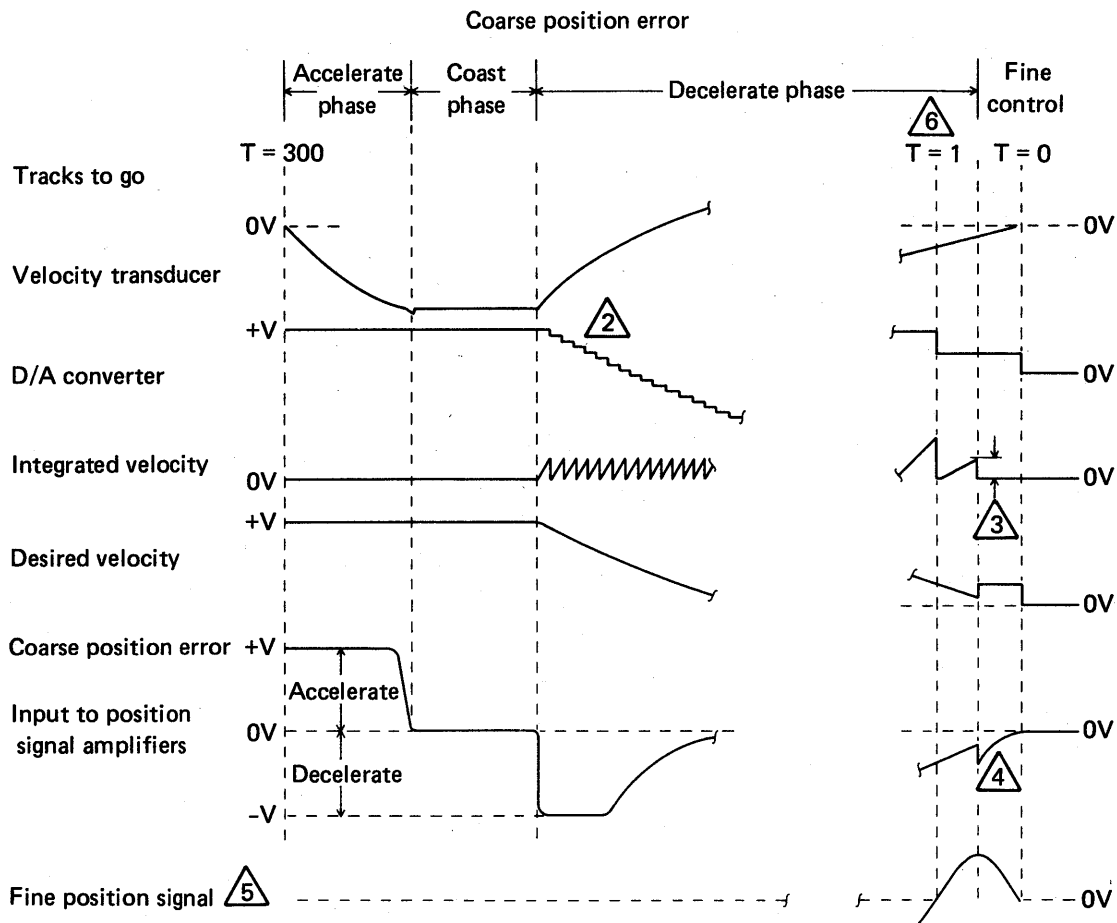 Coarse position error
Accelerate phase
Coast phase
Decelerate phase
Fine control
6
T = 300
T = 1
T = 0
Tracks to go
0V
0V
Velocity transducer
+V
2
D/A converter
0V
Integrated velocity
0V
0V
3
+V
Desired velocity
0V
Coarse position error
+V
Accelerate
Input to position
signal amplifiers
0V
0V
Decelerate
4
-V
Fine position signal
5
0V